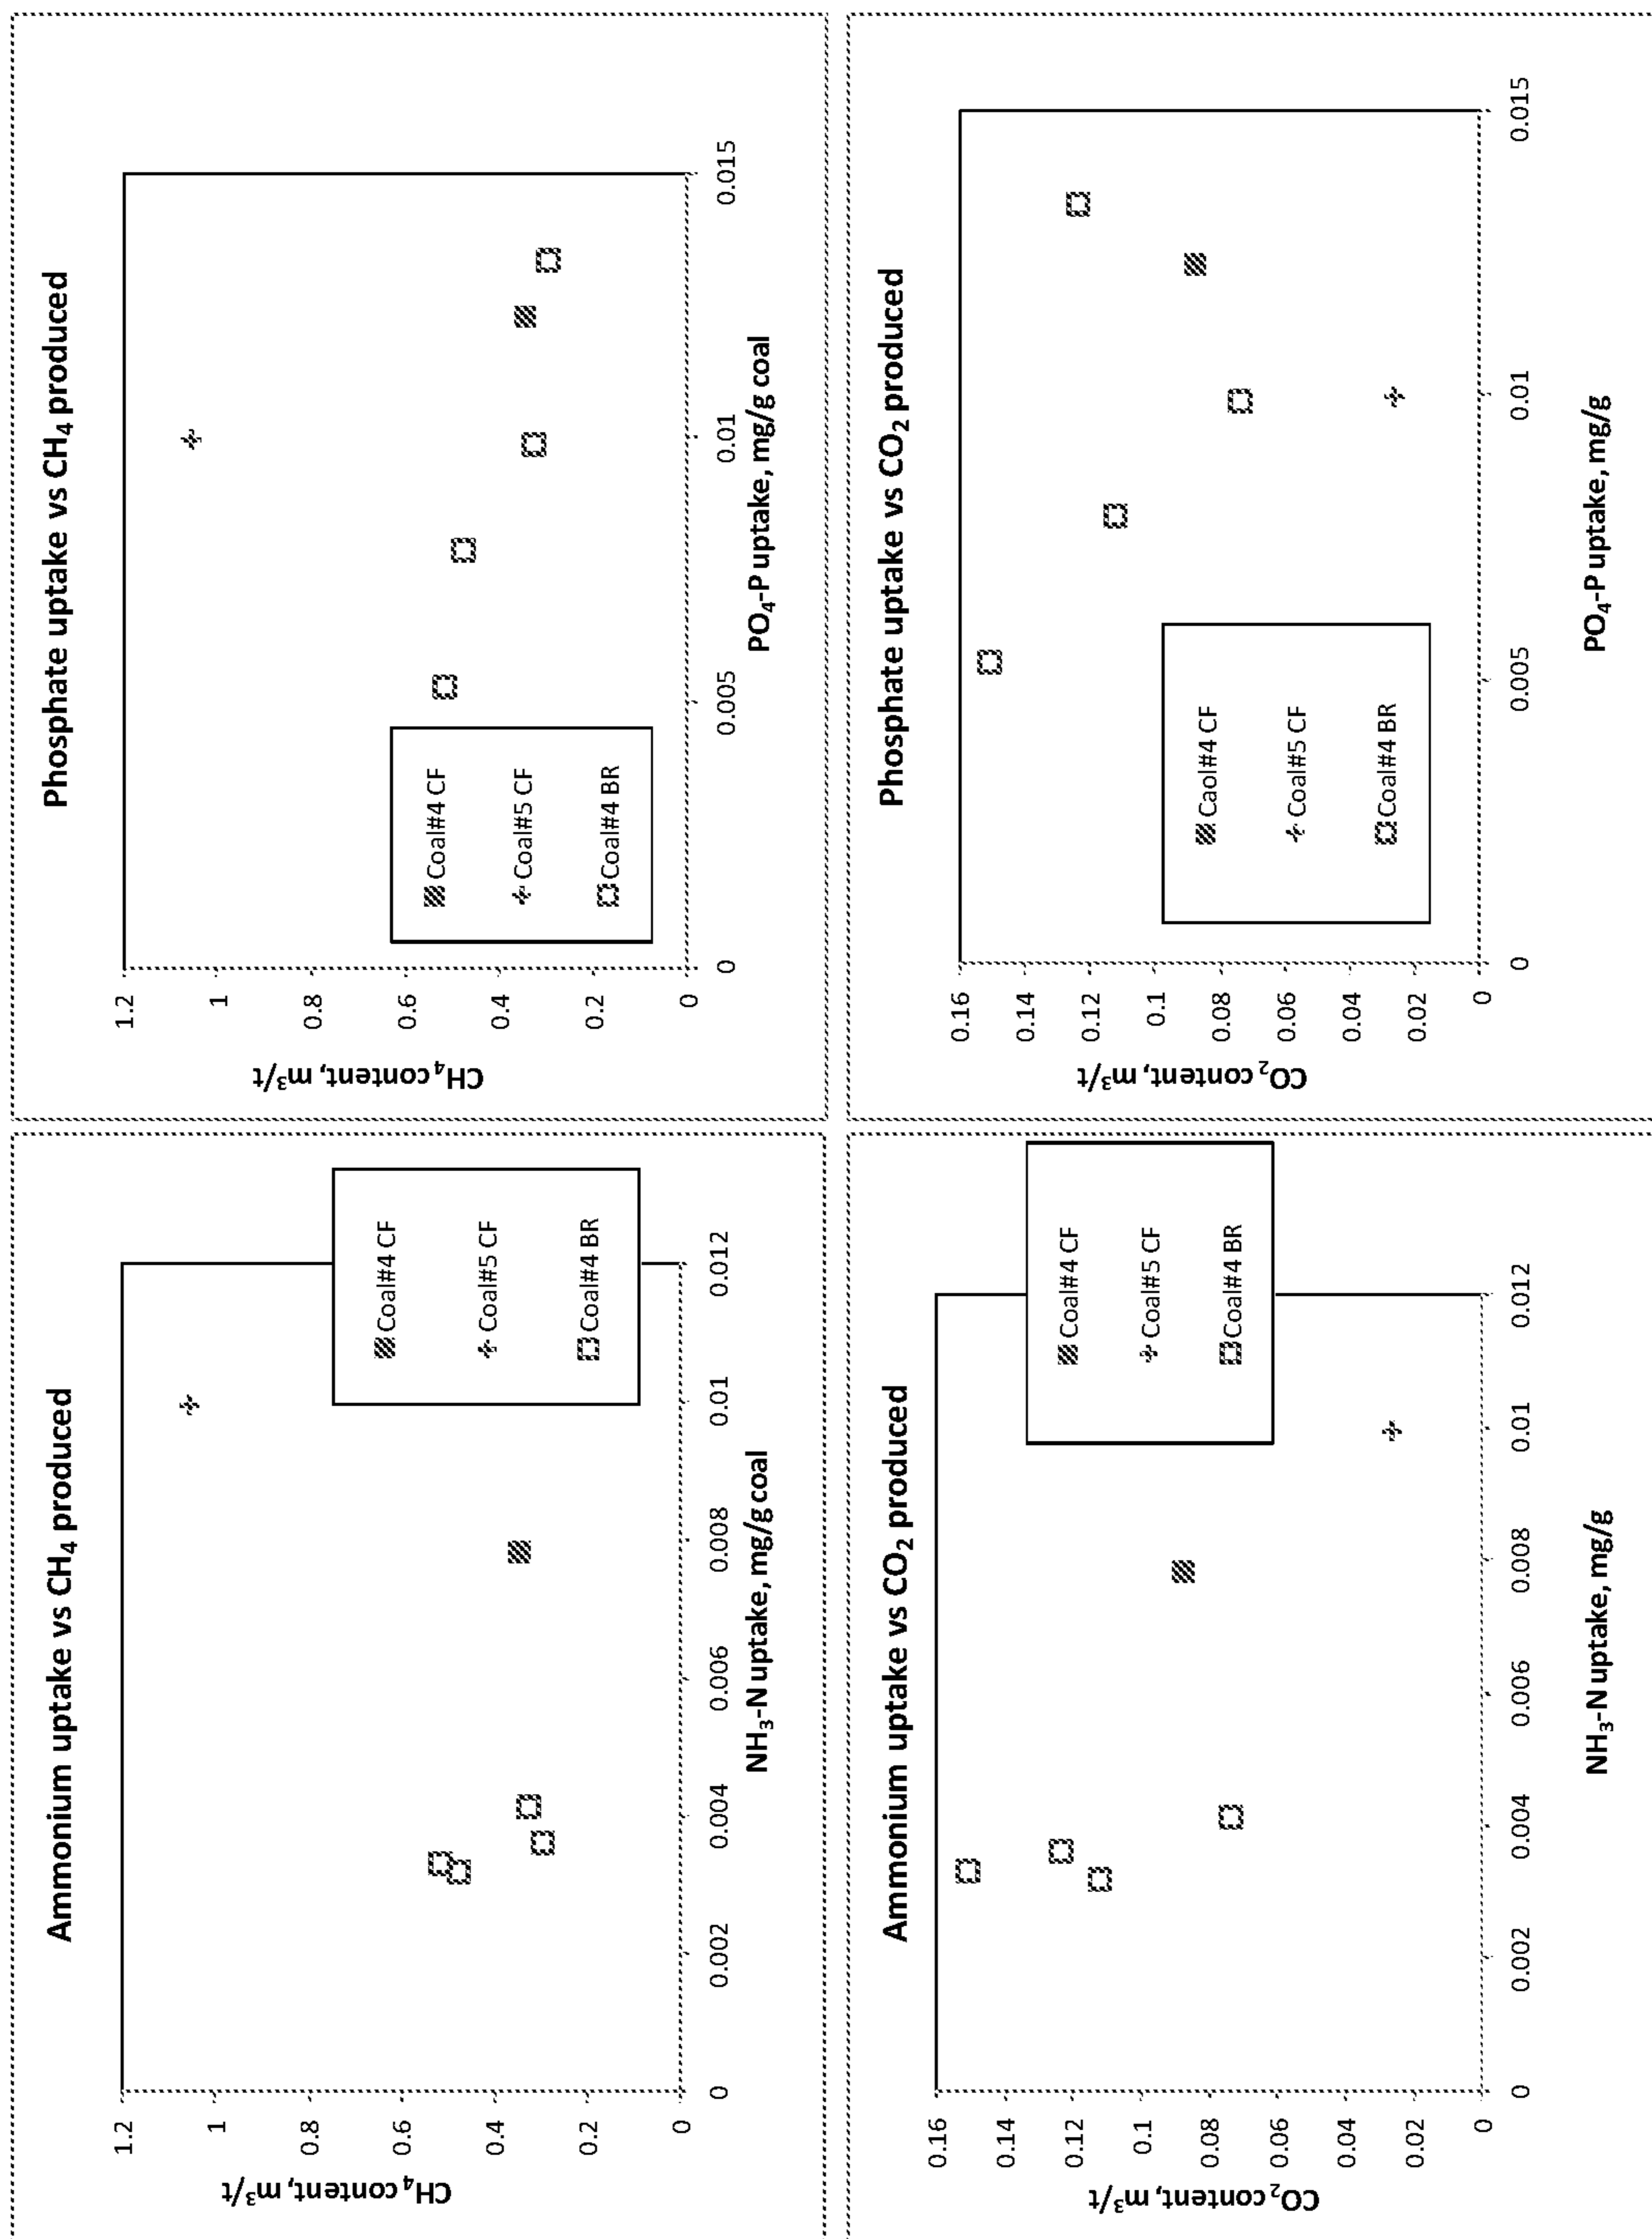 Ammonium uptake vs CH4 produced
CH4 content, m³/t
1.2
1
0.8
0.6
0.4
0.2
0
0
0.002
0.004
0.006
0.008
0.01
0.012
NH3-N uptake, mg/g coal
Coal#4 CF
Coal#5 CF
Coal#4 BR
Phosphate uptake vs CH4 produced
CH4 content, m³/t
1.2
1
0.8
0.6
0.4
0.2
0
0
0.005
0.01
0.015
PO4-P uptake, mg/g coal
Coal#4 CF
Coal#5 CF
Coal#4 BR
Ammonium uptake vs CO2 produced
CO2 content, m³/t
0.16
0.14
0.12
0.1
0.08
0.06
0.04
0.02
0
0
0.002
0.004
0.006
0.008
0.01
0.012
NH3-N uptake, mg/g
Coal#4 CF
Coal#5 CF
Coal#4 BR
Phosphate uptake vs CO2 produced
CO2 content, m³/t
0.16
0.14
0.12
0.1
0.08
0.06
0.04
0.02
0
0
0.005
0.01
0.015
PO4-P uptake, mg/g
Caol#4 CF
Coal#5 CF
Coal#4 BR